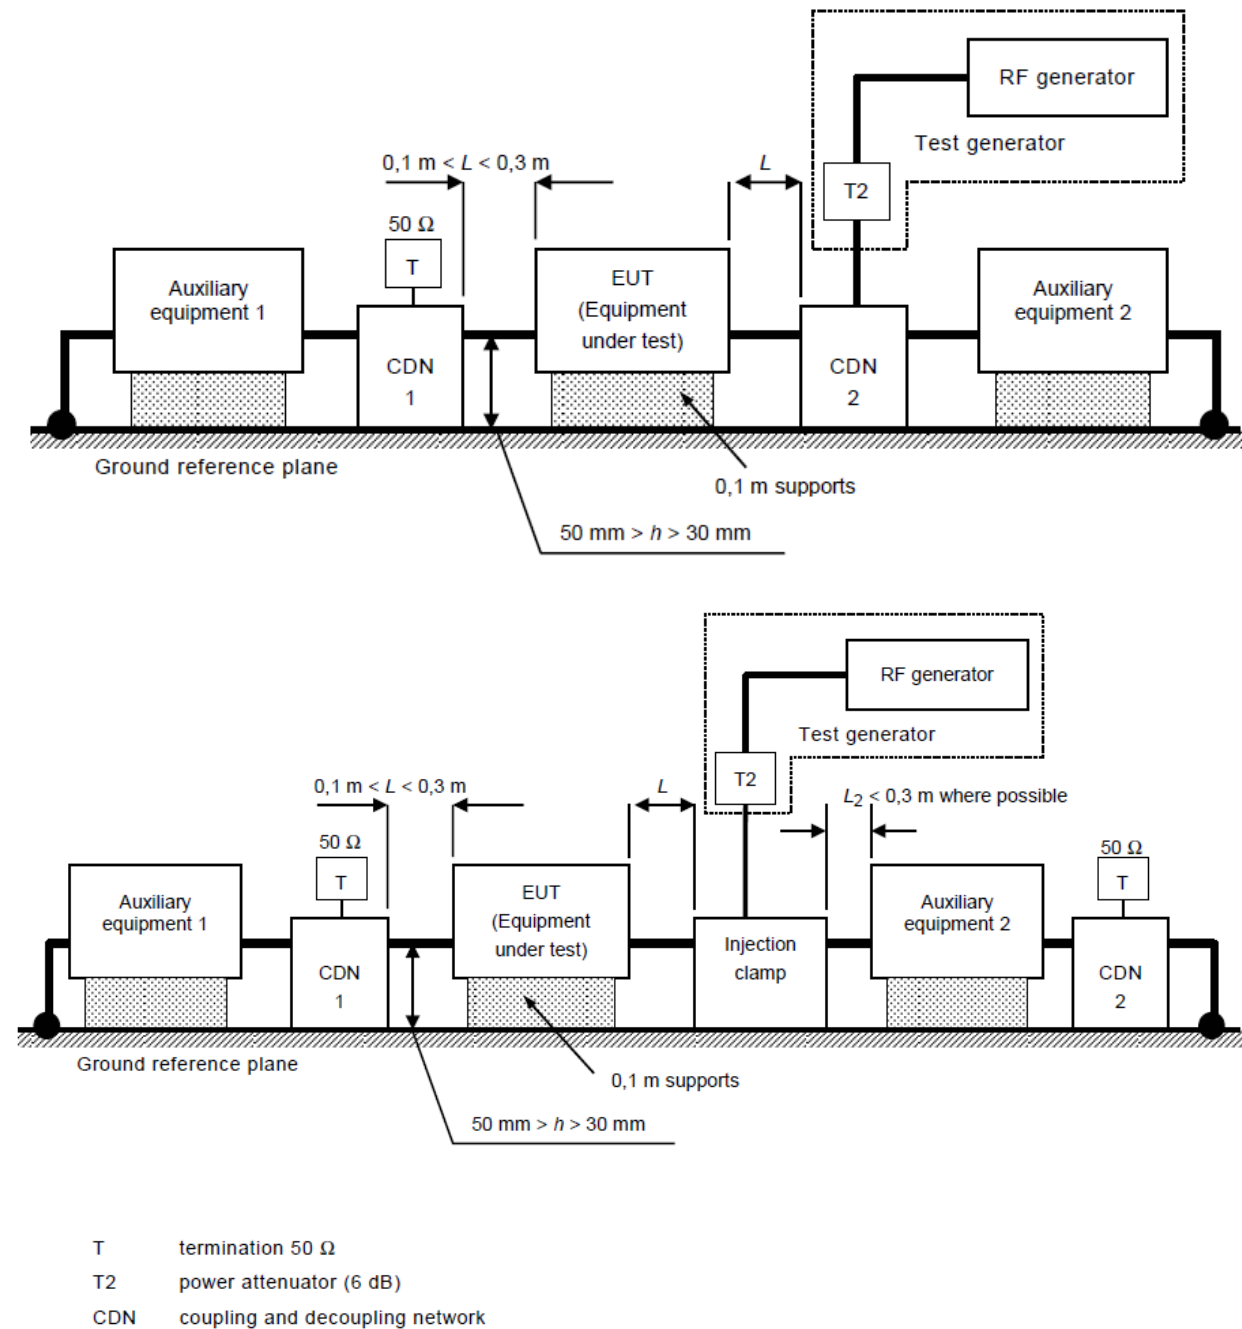 RF generator
Test generator
0,1 m < L < 0,3 m
L
T2
50 Ω
T
Auxiliary
equipment 1
EUT
(Equipment
under test)
Auxiliary
equipment 2
CDN
1
CDN
2
Ground reference plane
0,1 m supports
50 mm > h > 30 mm
RF generator
Test generator
T2
0,1 m < L < 0,3 m
L
L2 < 0,3 m where possible
50 Ω
T
50 Ω
T
Auxiliary
equipment 1
EUT
(Equipment
under test)
Auxiliary
equipment 2
Injection
clamp
CDN
1
CDN
2
Ground reference plane
0,1 m supports
50 mm > h > 30 mm
T termination 50 Ω
T2 power attenuator (6 dB)
CDN coupling and decoupling network